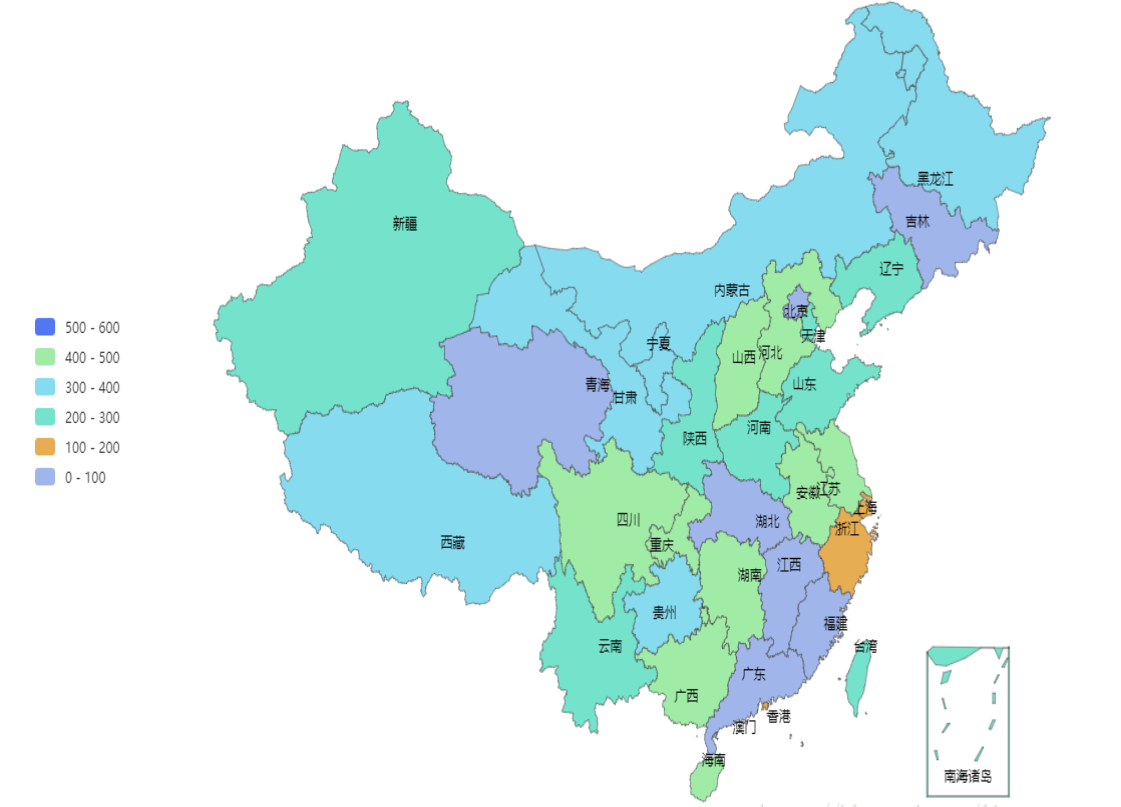 黑龙江
吉林
新疆
辽宁
内蒙古
北京
500 - 600
天津
宁夏
400 - 500
山西
河北
300 - 400
青海
甘肃
山东
200 - 300
河南
陕西
100 - 200
0 - 100
安徽
江苏
上海
四川
湖北
浙江
西藏
重庆
江西
湖南
贵州
福建
云南
台湾
广东
广西
香港
澳门
海南
南海诸岛